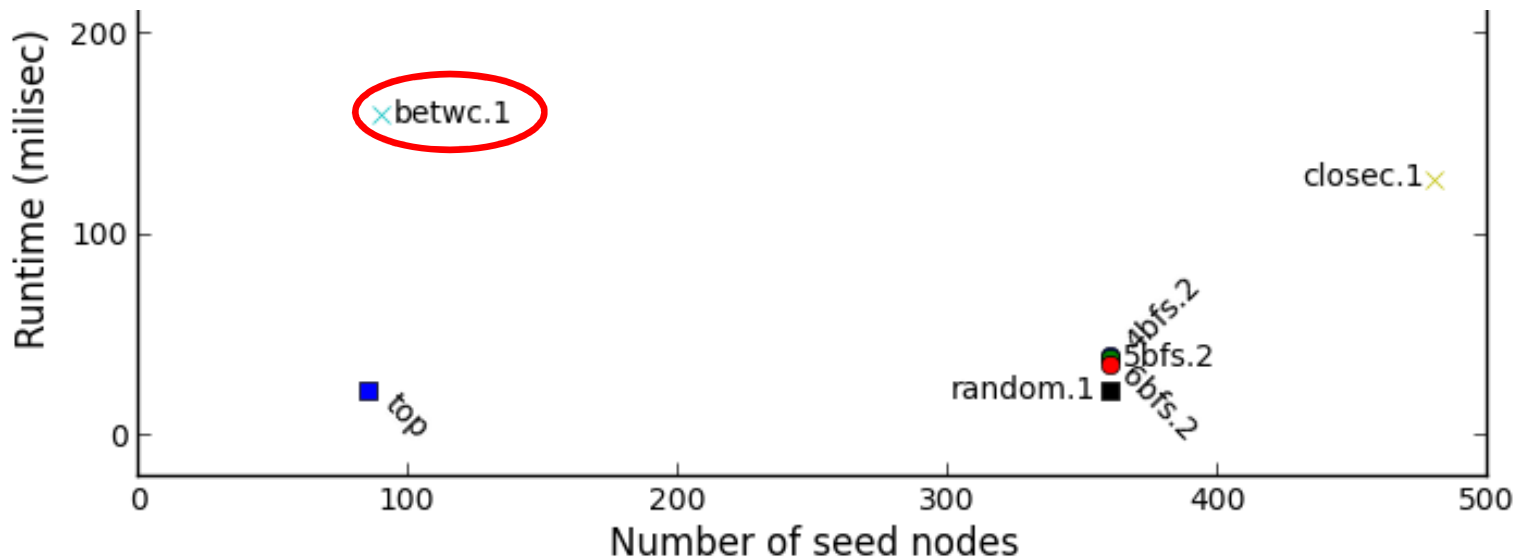 200
betwc.1
closec.1
Runtime (milisec)
100
4bfs.2
5bfs.2
6bfs.2
random.1
top
0
0 100 200 300 400 500
Number of seed nodes